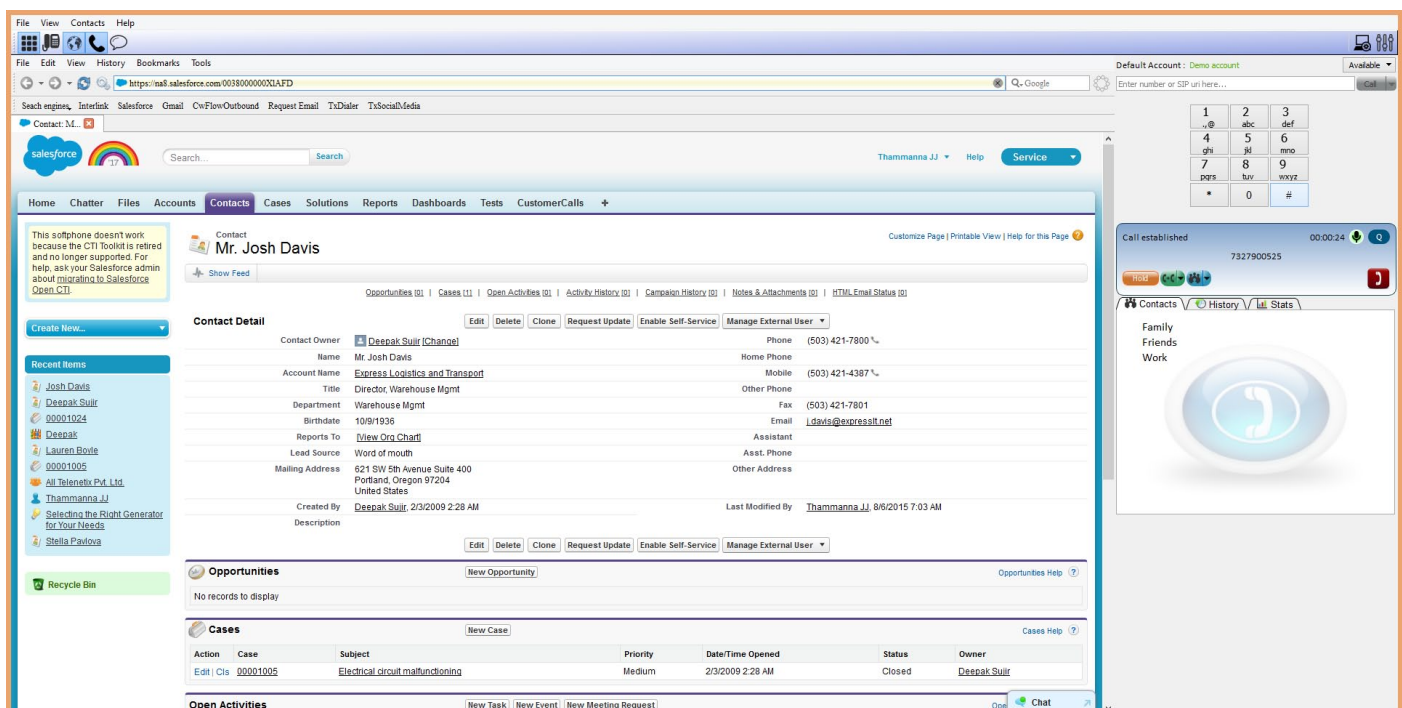 File View Contacts Help
File Edit View History Bookmarks Tools
https://na8.salesforce.com/0038000000XIAFD
Google
Seach engines, Interlink Salesforce Gmail CwFlowOutbound Request Email TxDialer TxSocialMedia
Contact: M...
salesforce
'17
Search...
Search
Thammanna JJ
Help
Service
Home Chatter Files Accounts Contacts Cases Solutions Reports Dashboards Tests CustomerCalls +
This softphone doesn't work
because the CTI Toolkit is retired
and no longer supported. For
help, ask your Salesforce admin
about migrating to Salesforce
Open CTI.
Create New...
Recent Items
Josh Davis
Deepak Sujir
00001024
Deepak
Lauren Boyle
00001005
All Telenetix Pvt. Ltd.
Thammanna JJ
Selecting the Right Generator
for Your Needs
Stella Pavlova
Recycle Bin
Contact
Mr. Josh Davis
Customize Page | Printable View | Help for this Page
Show Feed
Opportunities [0] | Cases [1] | Open Activities [0] | Activity History [0] | Campaign History [0] | Notes & Attachments [0] | HTML Email Status [0]
Contact Detail
Edit Delete Clone Request Update Enable Self-Service Manage External User
Contact Owner Deepak Sujir [Change] Phone (503) 421-7800
Name Mr. Josh Davis Home Phone
Account Name Express Logistics and Transport Mobile (503) 421-4387
Title Director, Warehouse Mgmt Other Phone
Department Warehouse Mgmt Fax (503) 421-7801
Birthdate 10/9/1936 Email j.davis@expresslt.net
Reports To [View Org Chart] Assistant
Lead Source Word of mouth Asst. Phone
Mailing Address 621 SW 5th Avenue Suite 400 Other Address
Portland, Oregon 97204
United States
Created By Deepak Sujir, 2/3/2009 2:28 AM Last Modified By Thammanna JJ, 8/6/2015 7:03 AM
Description
Edit Delete Clone Request Update Enable Self-Service Manage External User
Opportunities New Opportunity Opportunities Help ?
No records to display
Cases New Case Cases Help ?
Action Case Subject Priority Date/Time Opened Status Owner
Edit | Cls 00001005 Electrical circuit malfunctioning Medium 2/3/2009 2:28 AM Closed Deepak Sujir
Open Activities New Task New Event New Meeting Request Ope
Chat
Default Account : Demo account Available
Enter number or SIP uri here... Call
1 2 3
.,@ abc def
4 5 6
ghi jkl mno
7 8 9
pqrs tuv wxyz
* 0 #
Call established 00:00:24 Q
7327900525
Hold
Contacts History Stats
Family
Friends
Work